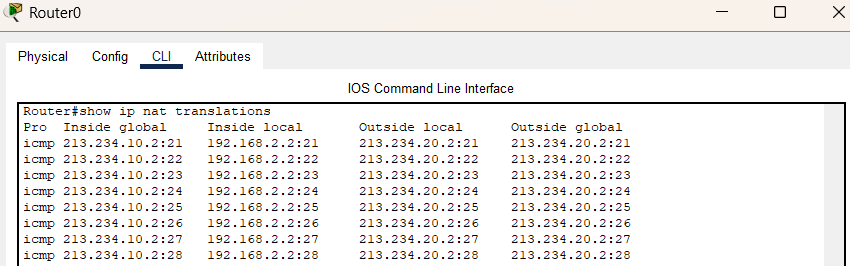 Router0
Physical Config CLI Attributes
IOS Command Line Interface
Router#show ip nat translations
Pro Inside global Inside local Outside local Outside global
icmp 213.234.10.2:21 192.168.2.2:21 213.234.20.2:21 213.234.20.2:21
icmp 213.234.10.2:22 192.168.2.2:22 213.234.20.2:22 213.234.20.2:22
icmp 213.234.10.2:23 192.168.2.2:23 213.234.20.2:23 213.234.20.2:23
icmp 213.234.10.2:24 192.168.2.2:24 213.234.20.2:24 213.234.20.2:24
icmp 213.234.10.2:25 192.168.2.2:25 213.234.20.2:25 213.234.20.2:25
icmp 213.234.10.2:26 192.168.2.2:26 213.234.20.2:26 213.234.20.2:26
icmp 213.234.10.2:27 192.168.2.2:27 213.234.20.2:27 213.234.20.2:27
icmp 213.234.10.2:28 192.168.2.2:28 213.234.20.2:28 213.234.20.2:28